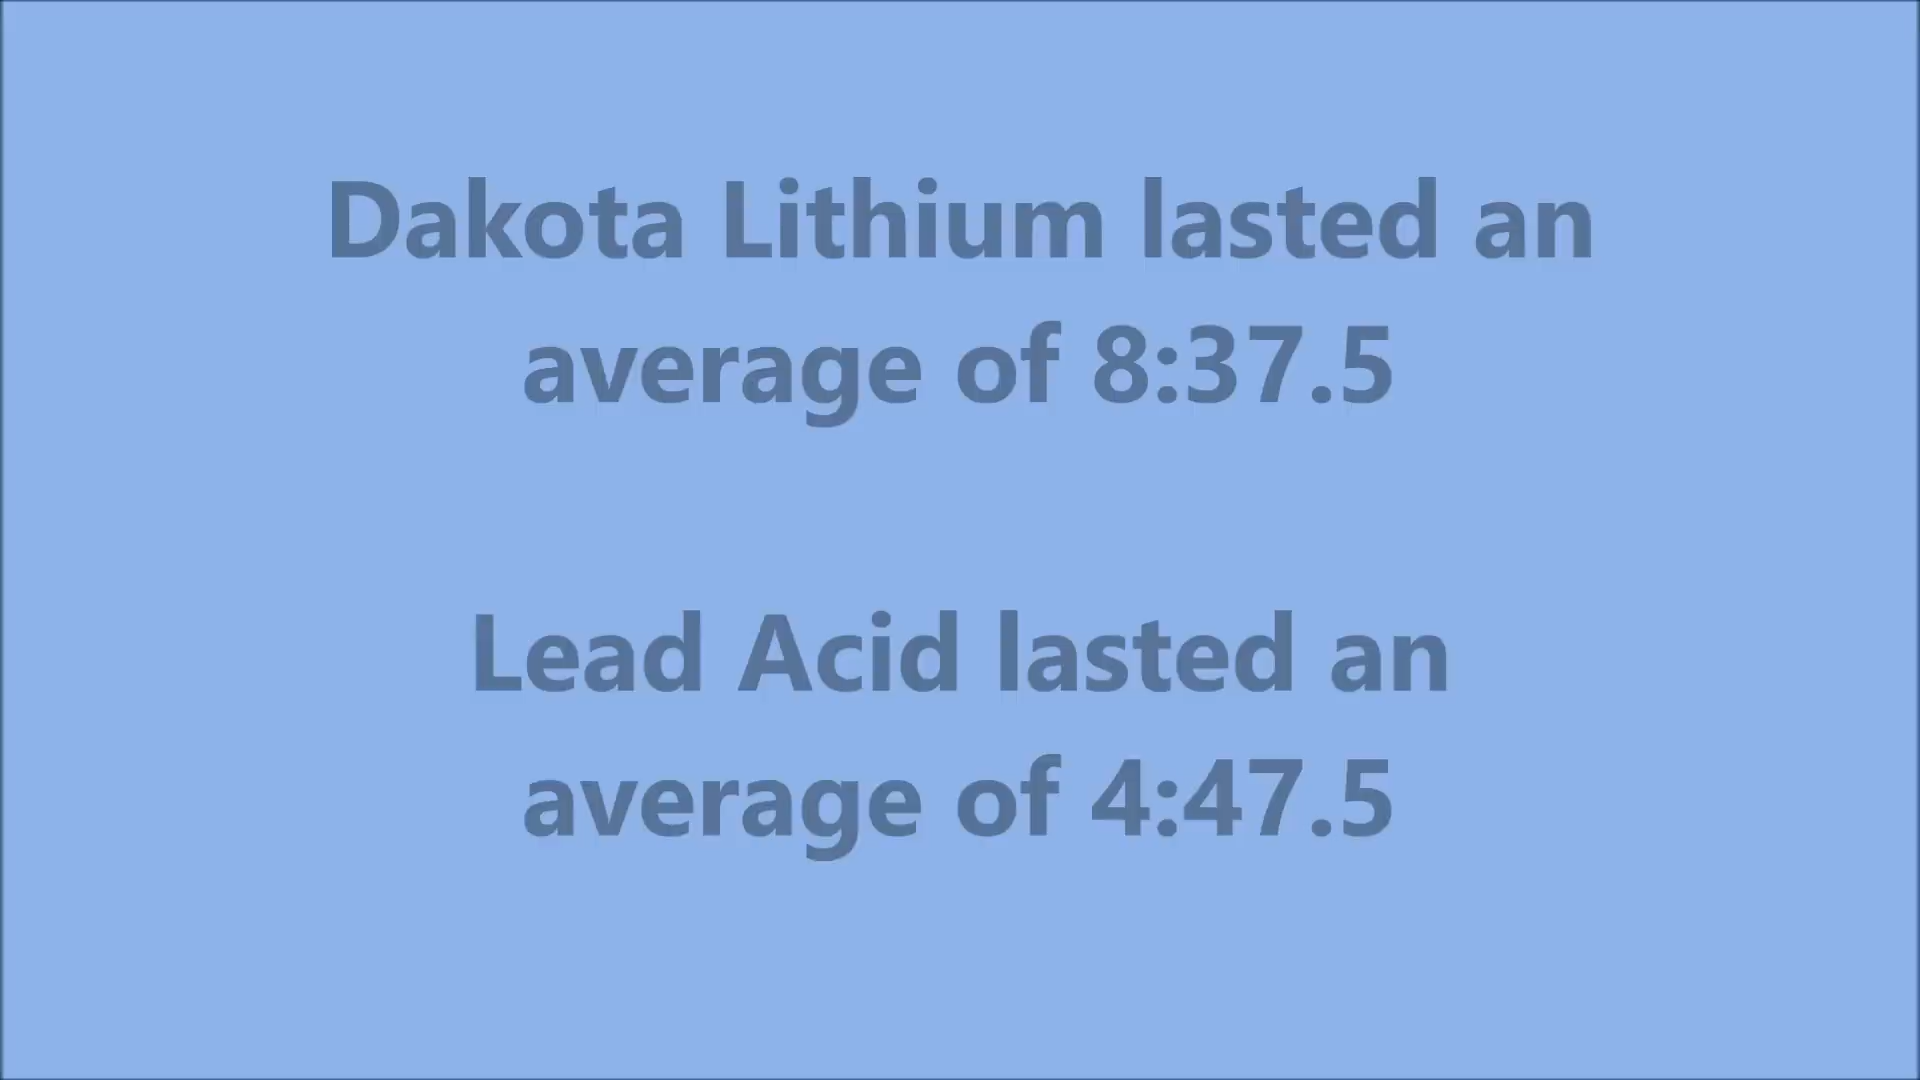 Dakota Lithium lasted an
average of 8:37.5
Lead Acid lasted an
average of 4:47.5